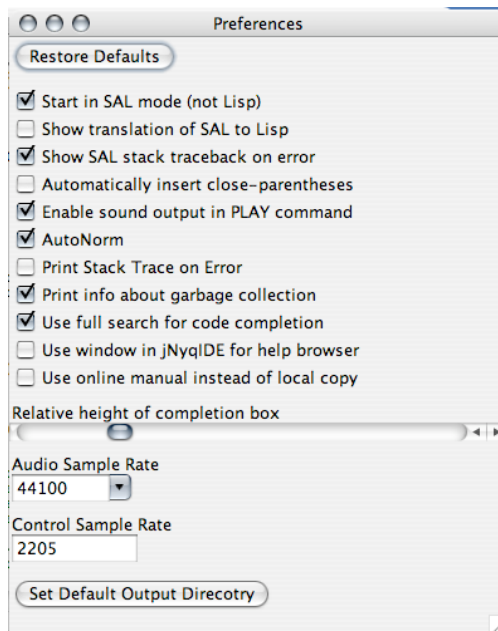 Preferences
Restore Defaults
Start in SAL mode (not Lisp)
Show translation of SAL to Lisp
Show SAL stack traceback on error
Automatically insert close-parentheses
Enable sound output in PLAY command
AutoNorm
Print Stack Trace on Error
Print info about garbage collection
Use full search for code completion
Use window in jNyqIDE for help browser
Use online manual instead of local copy
Relative height of completion box
Audio Sample Rate
44100
Control Sample Rate
2205
Set Default Output Direcotry